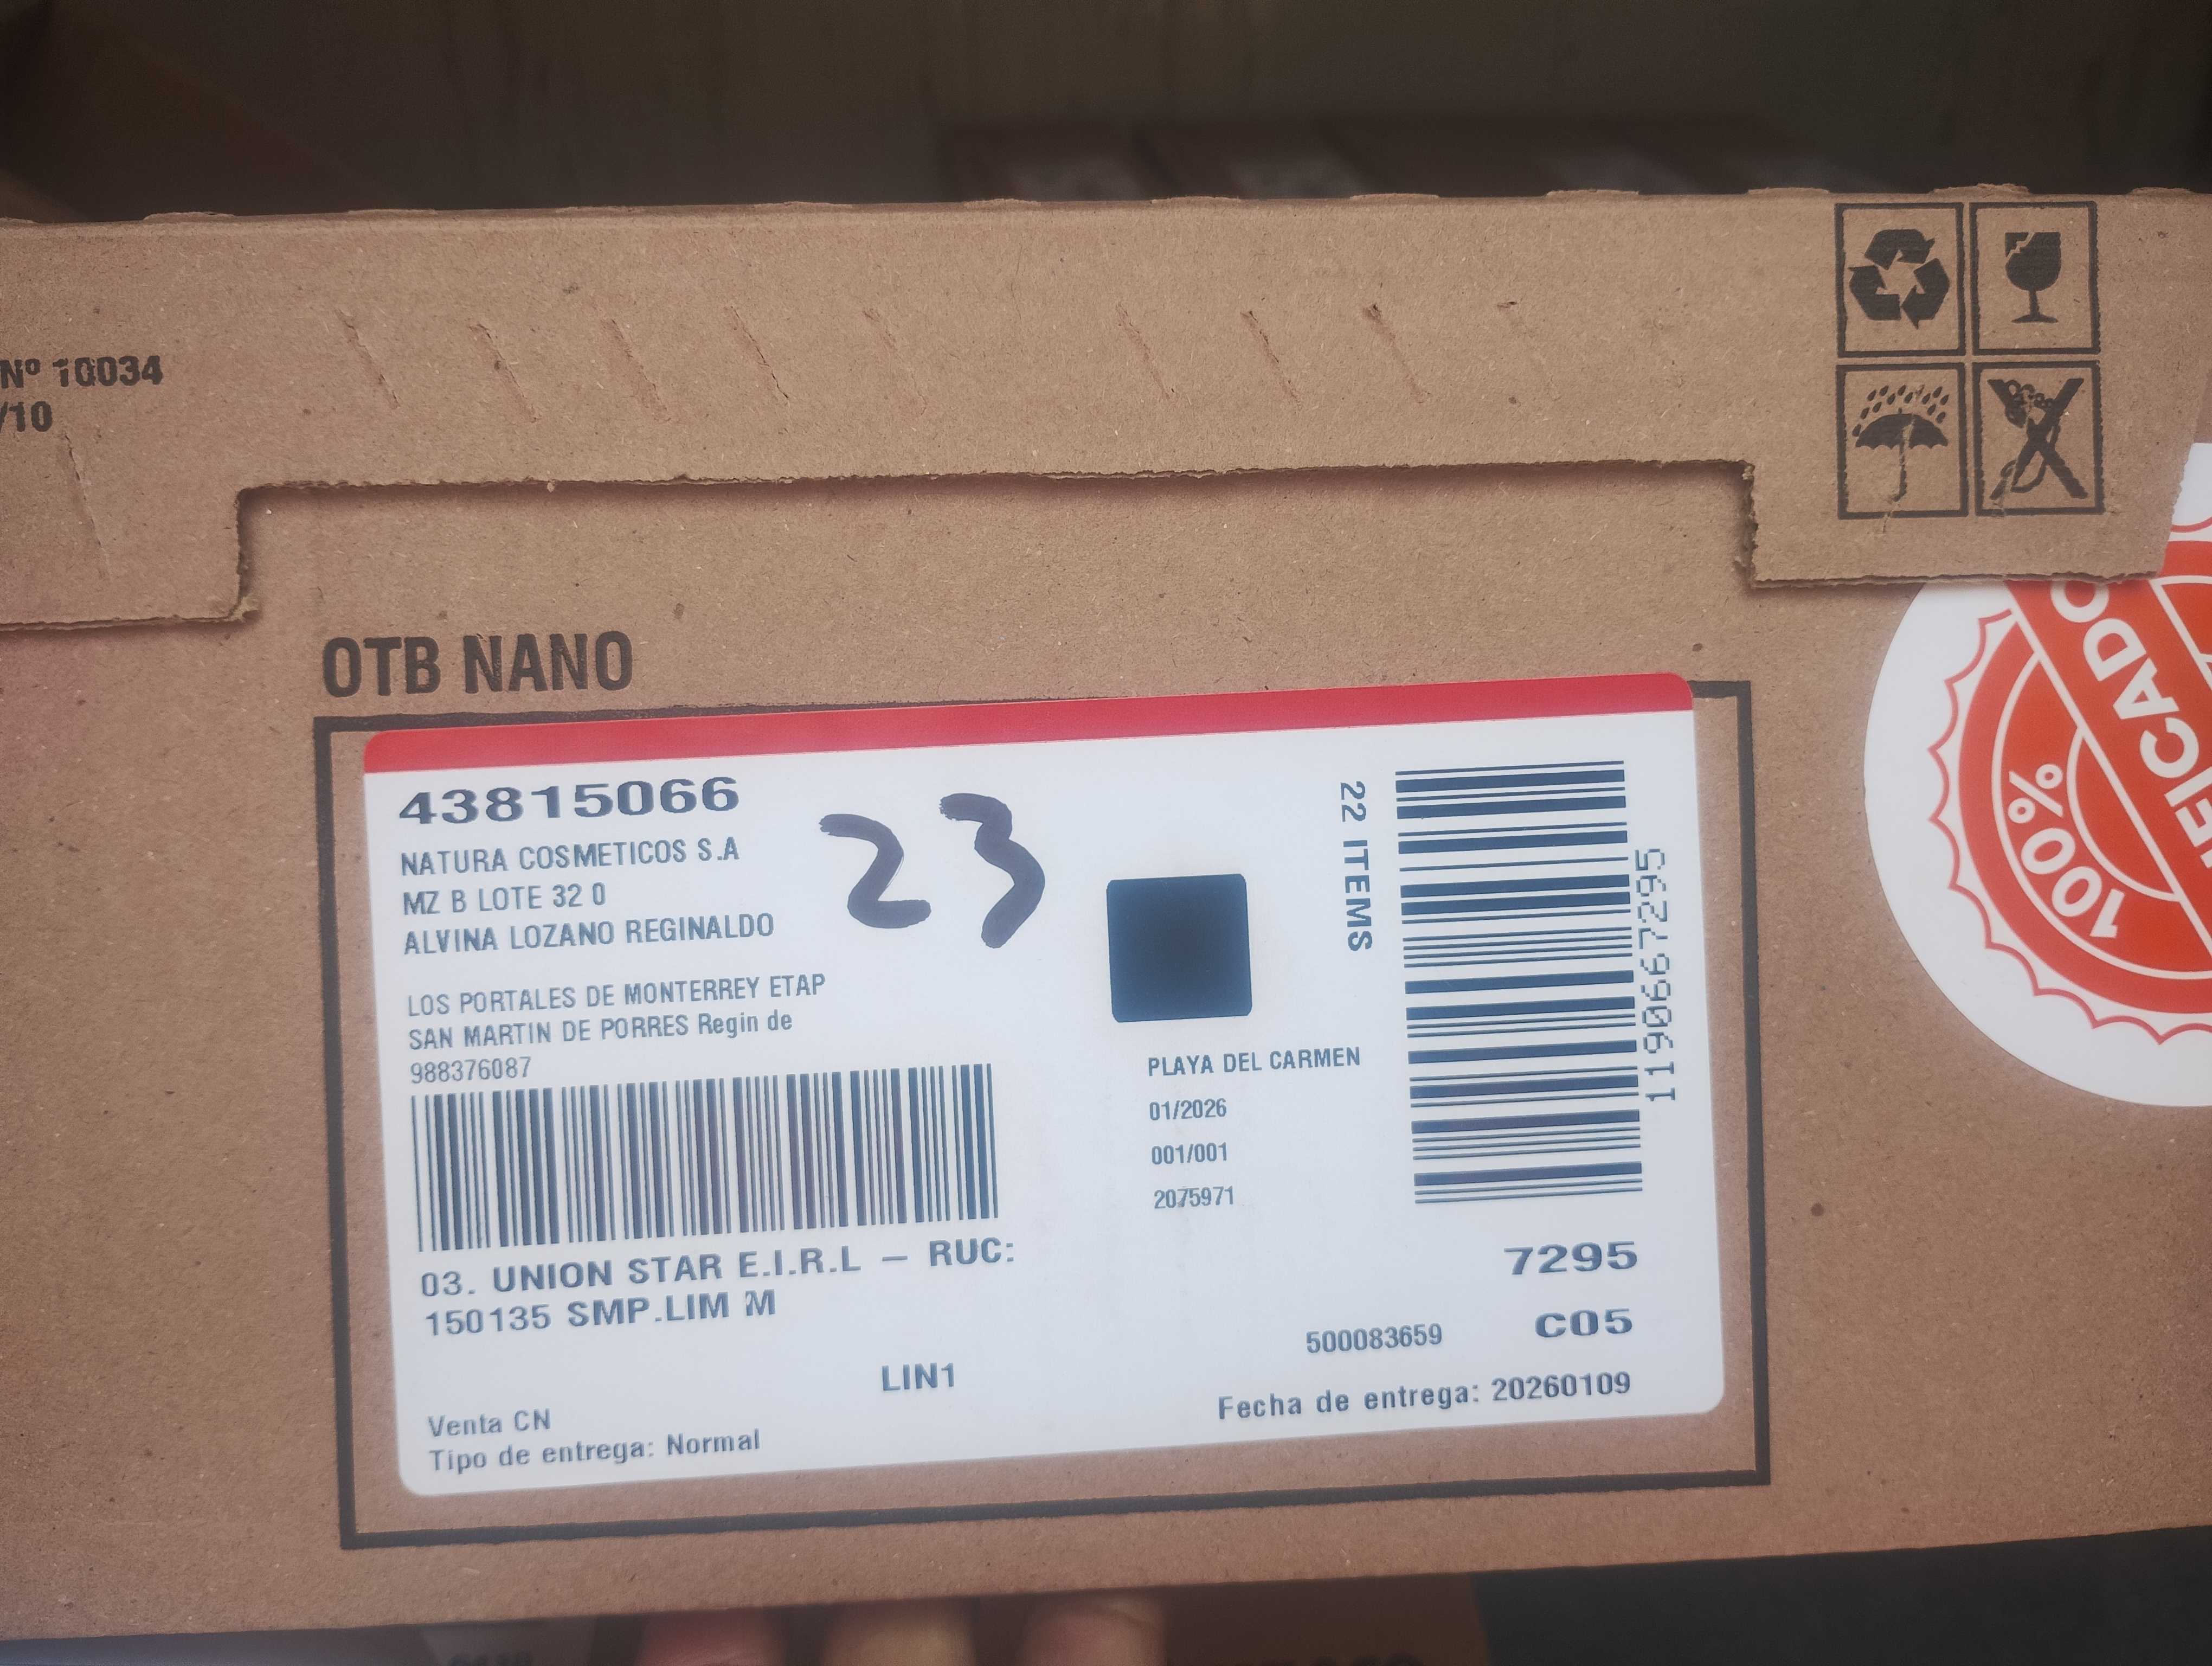 Nº 10034
/10
OTB NANO
43815066
23
NATURA COSMETICOS S.A
MZ B LOTE 32 0
ALVINA LOZANO REGINALDO
LOS PORTALES DE MONTERREY ETAP
SAN MARTIN DE PORRES Regin de
988376087
03. UNION STAR E.I.R.L – RUC:
150135 SMP.LIM M
LIN1
Venta CN
Tipo de entrega: Normal
22 ITEMS
11906677295
PLAYA DEL CARMEN
01/2026
001/001
2075971
7295
500083659 C05
Fecha de entrega: 20260109
100%